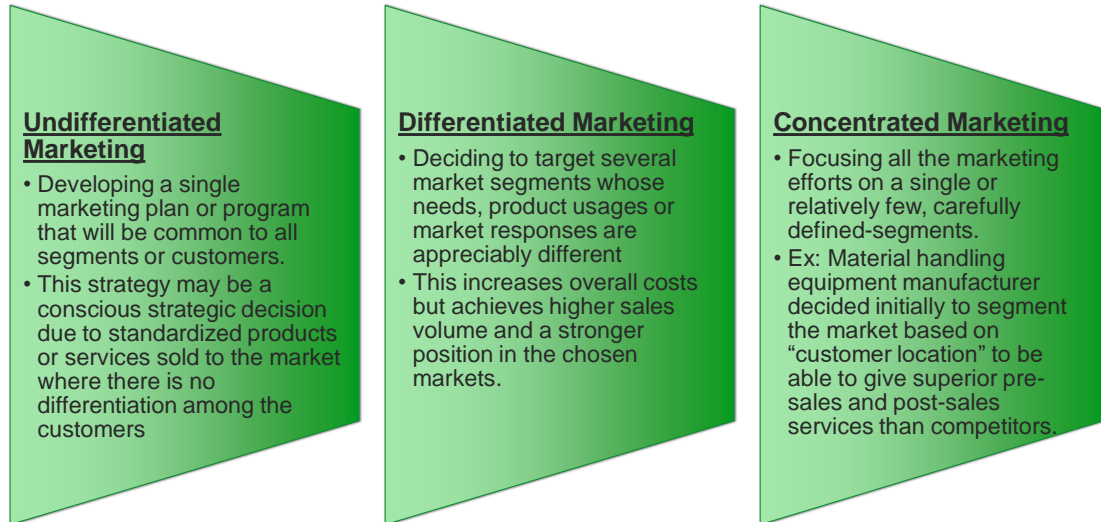 Undifferentiated
Marketing
• Developing a single
marketing plan or program
that will be common to all
segments or customers.
• This strategy may be a
conscious strategic decision
due to standardized products
or services sold to the market
where there is no
differentiation among the
customers
Differentiated Marketing
• Deciding to target several
market segments whose
needs, product usages or
market responses are
appreciably different
• This increases overall costs
but achieves higher sales
volume and a stronger
position in the chosen
markets.
Concentrated Marketing
• Focusing all the marketing
efforts on a single or
relatively few, carefully
defined-segments.
• Ex: Material handling
equipment manufacturer
decided initially to segment
the market based on
“customer location” to be
able to give superior pre-
sales and post-sales
services than competitors.